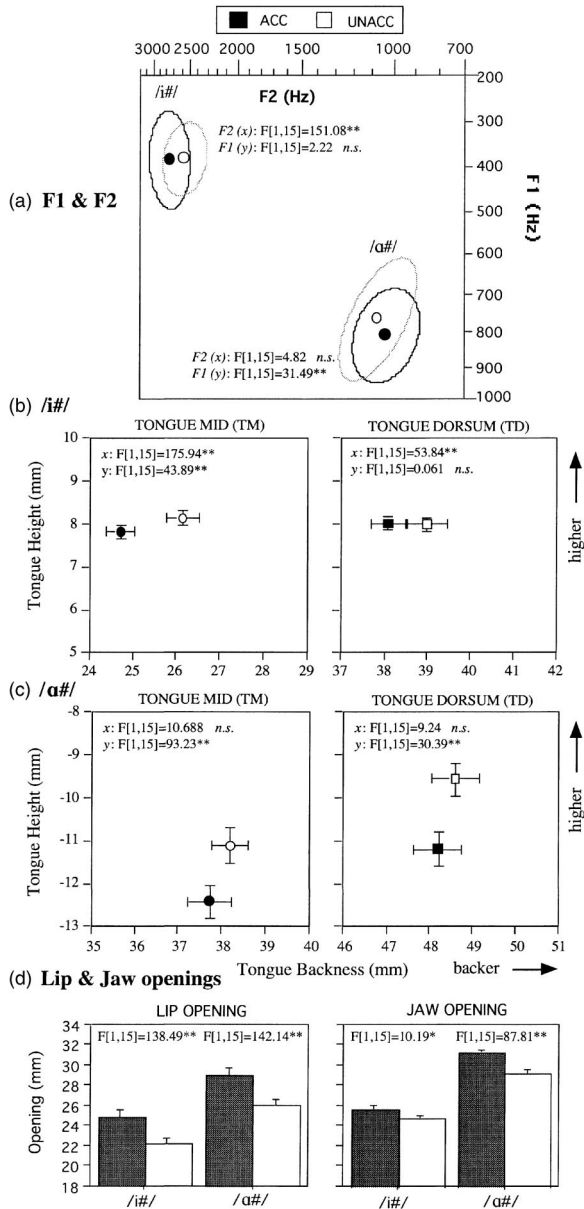 ACC UNACC
3000 2500 2000 1500 1000 700
F2 (Hz)
/i#/
F2 (x): F[1,15]=151.08**
F1 (y): F[1,15]=2.22 n.s.
(a) F1 & F2
/ɑ#/
F2 (x): F[1,15]=4.82 n.s.
F1 (y): F[1,15]=31.49**
200
300
400
500
600
700
800
900
1000
F1 (Hz)
(b) /i#/
TONGUE MID (TM) TONGUE DORSUM (TD)
x: F[1,15]=175.94** x: F[1,15]=53.84**
y: F[1,15]=43.89** y: F[1,15]=0.061 n.s.
Tongue Height (mm)
10
9
8
7
6
5
24 25 26 27 28 29 37 38 39 40 41 42
higher
(c) /ɑ#/
TONGUE MID (TM) TONGUE DORSUM (TD)
x: F[1,15]=10.688 n.s. x: F[1,15]=9.24 n.s.
y: F[1,15]=93.23** y: F[1,15]=30.39**
Tongue Height (mm)
-8
-9
-10
-11
-12
-13
35 36 37 38 39 40 46 47 48 49 50 51
higher
Tongue Backness (mm) backer
(d) Lip & Jaw openings
LIP OPENING JAW OPENING
F[1,15]=138.49** F[1,15]=142.14** F[1,15]=10.19* F[1,15]=87.81**
Opening (mm)
34
32
30
28
26
24
22
20
18
/i#/ /ɑ#/ /i#/ /ɑ#/